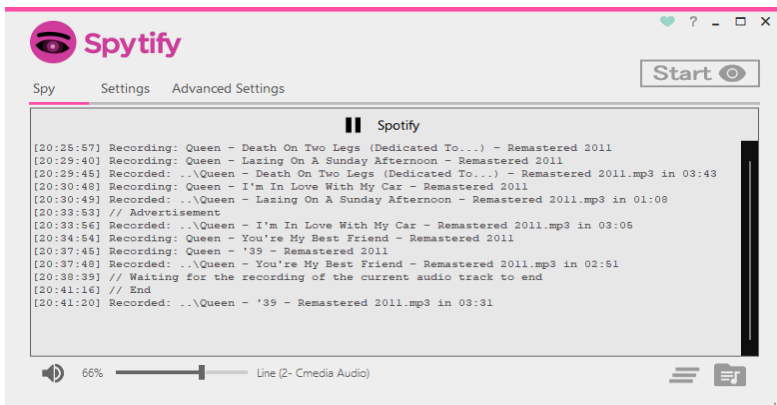 ? 
Spytify
Start
Spy Settings Advanced Settings
Spotify
[20:25:57] Recording: Queen - Death On Two Legs (Dedicated To...) - Remastered 2011
[20:29:40] Recording: Queen - Lazing On A Sunday Afternoon - Remastered 2011
[20:29:45] Recorded: ..\Queen - Death On Two Legs (Dedicated To...) - Remastered 2011.mp3 in 03:43
[20:30:48] Recording: Queen - I'm In Love With My Car - Remastered 2011
[20:30:49] Recorded: ..\Queen - Lazing On A Sunday Afternoon - Remastered 2011.mp3 in 01:08
[20:33:53] // Advertisement
[20:33:56] Recorded: ..\Queen - I'm In Love With My Car - Remastered 2011.mp3 in 03:05
[20:34:54] Recording: Queen - You're My Best Friend - Remastered 2011
[20:37:45] Recording: Queen - '39 - Remastered 2011
[20:37:48] Recorded: ..\Queen - You're My Best Friend - Remastered 2011.mp3 in 02:51
[20:38:39] // Waiting for the recording of the current audio track to end
[20:41:16] // End
[20:41:20] Recorded: ..\Queen - '39 - Remastered 2011.mp3 in 03:31
66% Line (2- Cmedia Audio)